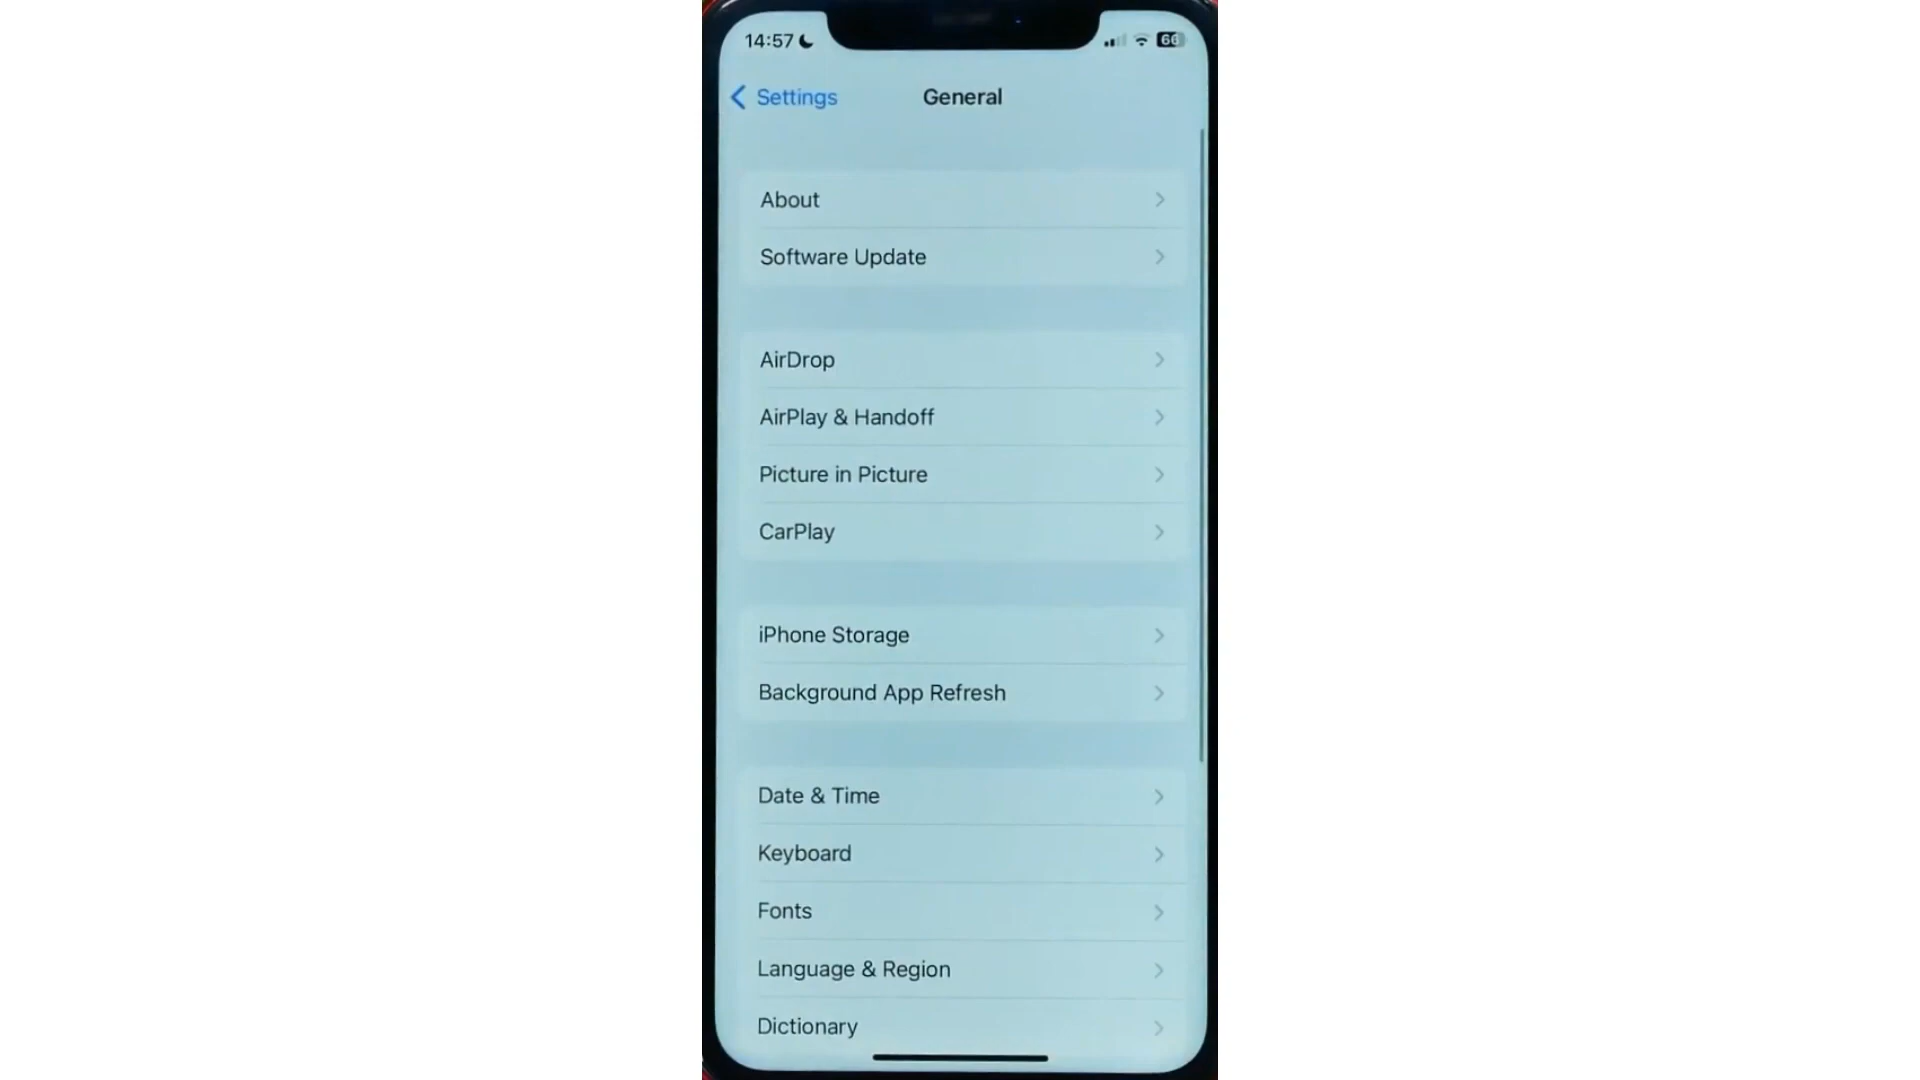 14:57
66
Settings
General
About
Software Update
AirDrop
AirPlay & Handoff
Picture in Picture
CarPlay
iPhone Storage
Background App Refresh
Date & Time
Keyboard
Fonts
Language & Region
Dictionary